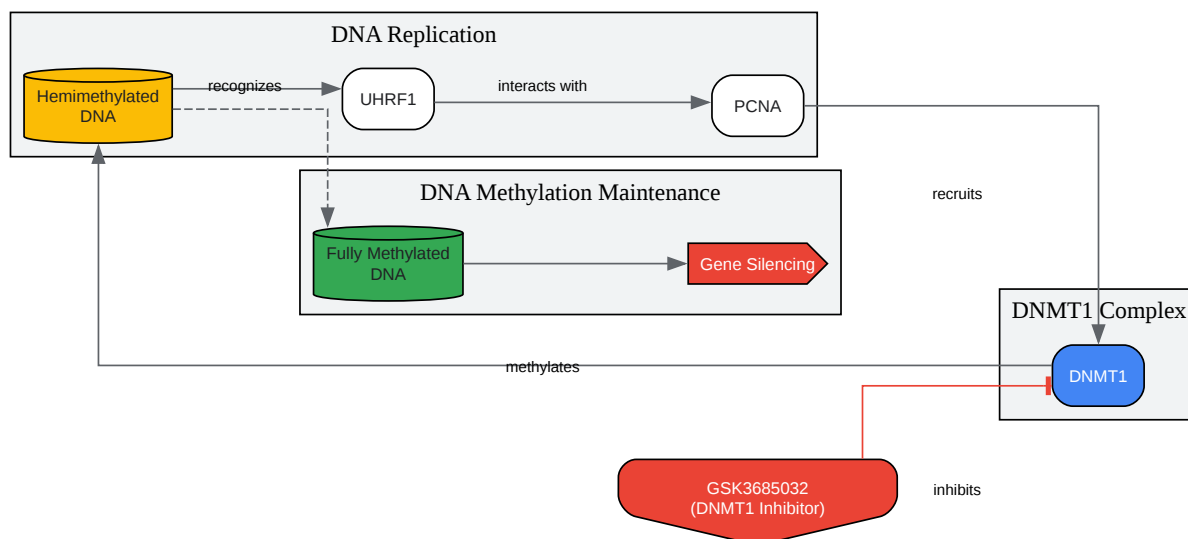 DNA Replication
Hemimethylated
DNA
recognizes
UHRF1
interacts with
PCNA
DNA Methylation Maintenance
recruits
Fully Methylated
DNA
Gene Silencing
DNMT1 Complex
methylates
DNMT1
GSK3685032
(DNMT1 Inhibitor)
inhibits